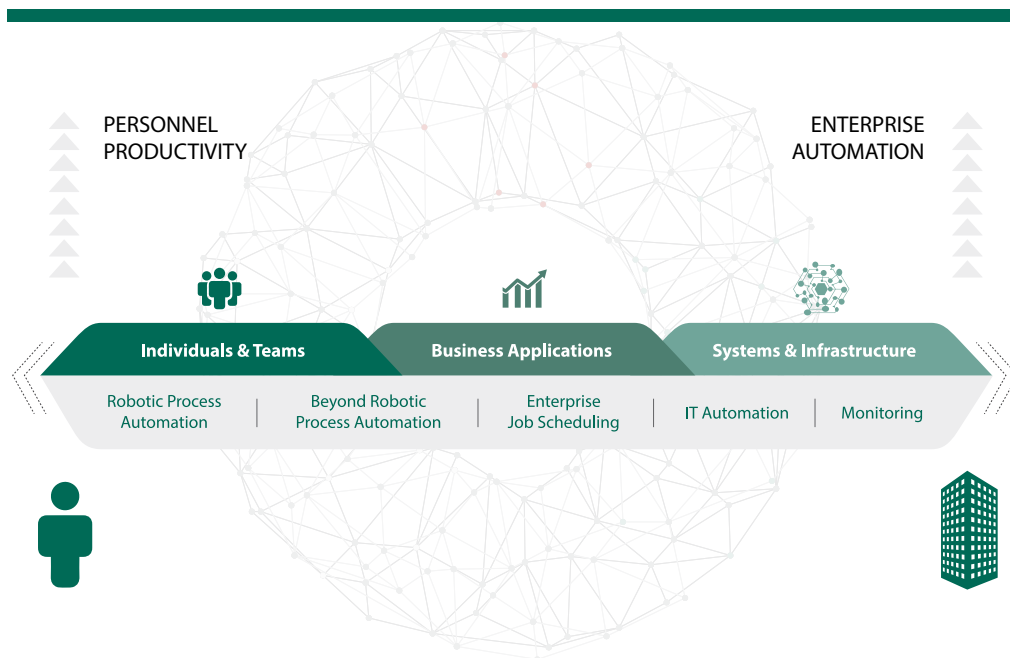 PERSONNEL
PRODUCTIVITY
ENTERPRISE
AUTOMATION
Individuals & Teams
Business Applications
Systems & Infrastructure
Robotic Process
Automation
Beyond Robotic
Process Automation
Enterprise
Job Scheduling
IT Automation
Monitoring